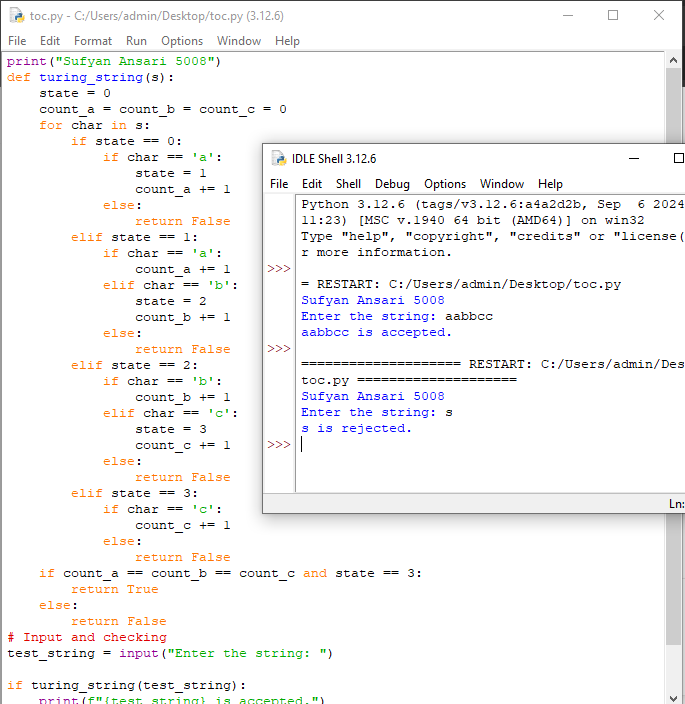 toc.py - C:/Users/admin/Desktop/toc.py (3.12.6)
File Edit Format Run Options Window Help
print("Sufyan Ansari 5008")
def turing_string(s):
    state = 0
    count_a = count_b = count_c = 0
    for char in s:
        if state == 0:
            if char == 'a':
                state = 1
                count_a += 1
            else:
                return False
        elif state == 1:
            if char == 'a':
                count_a += 1
            elif char == 'b':
                state = 2
                count_b += 1
            else:
                return False
        elif state == 2:
            if char == 'b':
                count_b += 1
            elif char == 'c':
                state = 3
                count_c += 1
            else:
                return False
        elif state == 3:
            if char == 'c':
                count_c += 1
            else:
                return False
    if count_a == count_b == count_c and state == 3:
        return True
    else:
        return False
# Input and checking
test_string = input("Enter the string: ")
if turing_string(test_string):
    print(f"{test_string} is accepted.")
IDLE Shell 3.12.6
File Edit Shell Debug Options Window Help
Python 3.12.6 (tags/v3.12.6:a4a2d2b, Sep  6 2024
11:23) [MSC v.1940 64 bit (AMD64)] on win32
Type "help", "copyright", "credits" or "license(
r more information.
>>>
= RESTART: C:/Users/admin/Desktop/toc.py
Sufyan Ansari 5008
Enter the string: aabbcc
aabbcc is accepted.
>>>
==================== RESTART: C:/Users/admin/Des
toc.py ====================
Sufyan Ansari 5008
Enter the string: s
s is rejected.
>>>
Ln: